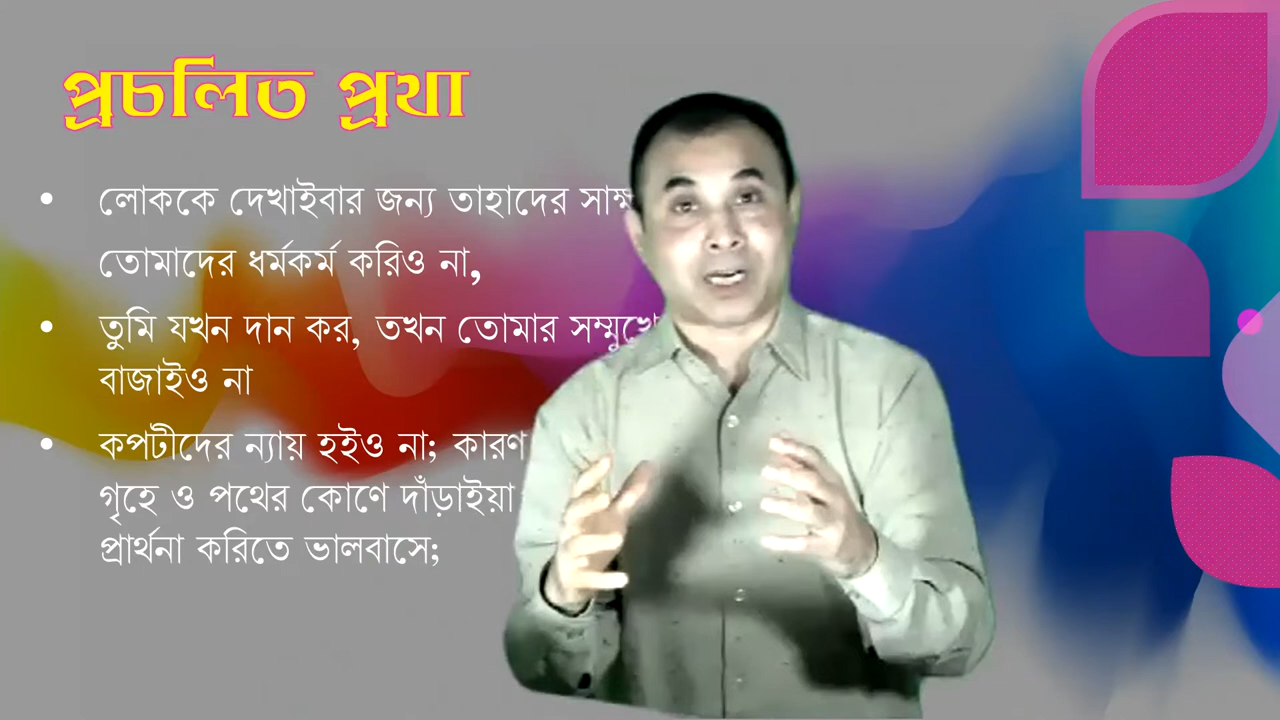 প্রচলিত প্রথা
• লোককে দেখাইবার জন্য তাহাদের
তোমাদের ধর্মকর্ম করিও না,
• তুমি যখন দান কর, তখন তোমার সম্মুখে
বাজাইও না
• কপটীদের ন্যায় হইও না; কারণ
গৃহে ও পথের কোণে দাঁড়াইয়া
প্রার্থনা করিতে ভালবাসে;